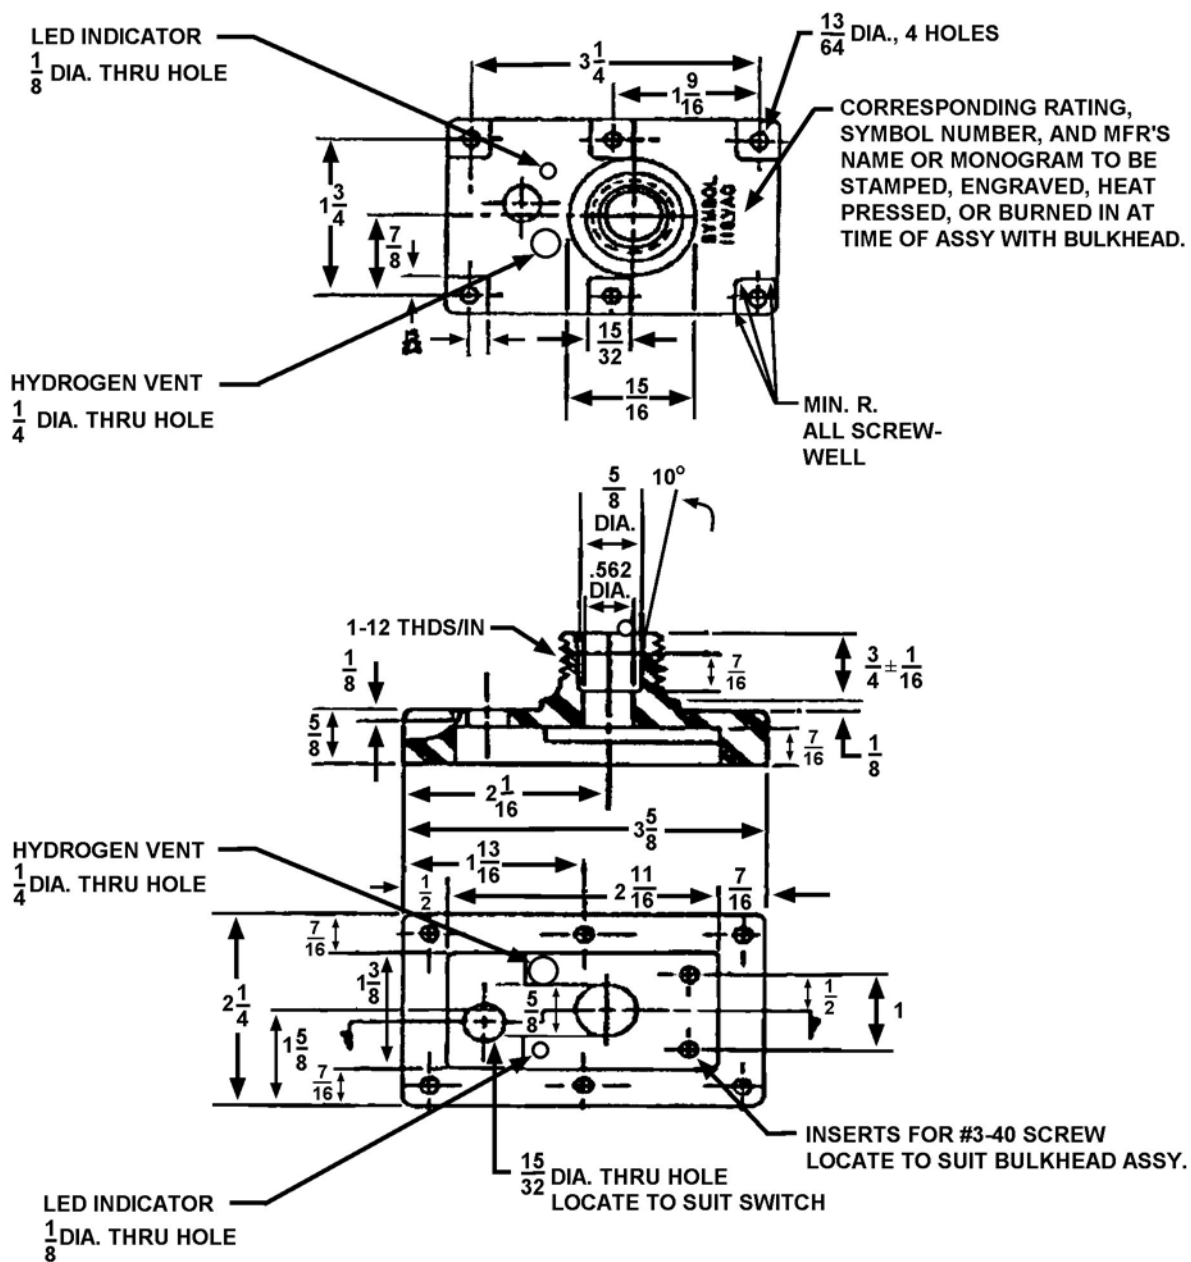 LED INDICATOR
1/8 DIA. THRU HOLE
3 1/4
1 9/16
13/64 DIA., 4 HOLES
CORRESPONDING RATING,
SYMBOL NUMBER, AND MFR'S
NAME OR MONOGRAM TO BE
STAMPED, ENGRAVED, HEAT
PRESSED, OR BURNED IN AT
TIME OF ASSY WITH BULKHEAD.
1 3/4
7/8
SYMBOL
15/32
15/16
HYDROGEN VENT
1/4 DIA. THRU HOLE
MIN. R.
ALL SCREW-
WELL
5/8
DIA.
10°
.562
DIA.
1-12 THDS/IN
1/8
5/8
7/16
3/4 ± 1/16
7/16
1/8
2 1/16
3 5/8
HYDROGEN VENT
1/4 DIA. THRU HOLE
1 13/16
1/2
2 11/16
7/16
7/16
2 1/4
1 3/8
5/8
1/2
1
1 5/8
7/16
INSERTS FOR #3-40 SCREW
LOCATE TO SUIT BULKHEAD ASSY.
15/32 DIA. THRU HOLE
LOCATE TO SUIT SWITCH
LED INDICATOR
1/8 DIA. THRU HOLE